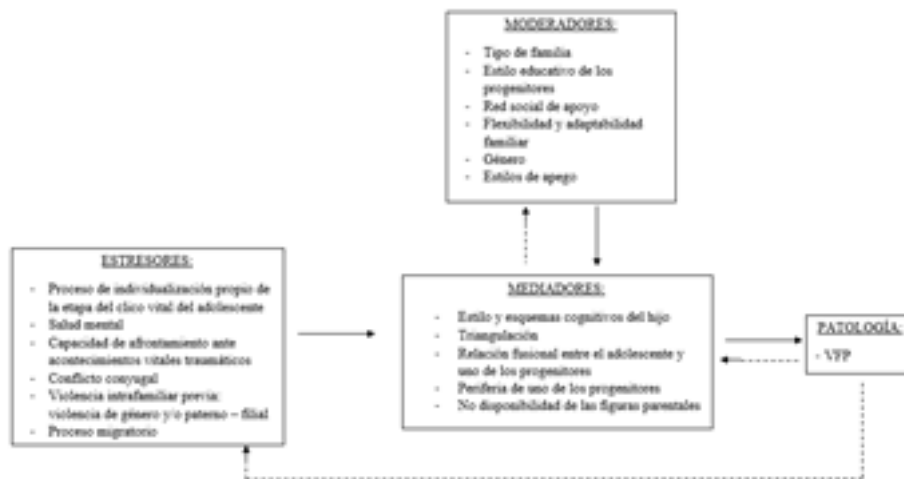 MODERADORES:
- Tipo de familia
- Estilo educativo de los
progenitores
- Red social de apoyo
- Flexibilidad y adaptabilidad
familiar
- Género
- Estilos de apego
ESTRESORES:
- Proceso de individualización propio de
la etapa del clico vital del adolescente
- Salud mental
- Capacidad de afrontamiento ante
acontecimientos vitales traumáticos
- Conflicto conyugal
- Violencia intrafamiliar previa:
violencia de género y/o paterno – filial
- Proceso migratorio
MEDIADORES:
- Estilo y esquemas cognitivos del hijo
- Triangulación
- Relación fusional entre el adolescente y
uno de los progenitores
- Periferia de uno de los progenitores
- No disponibilidad de las figuras parentales
PATOLOGÍA:
- VFP